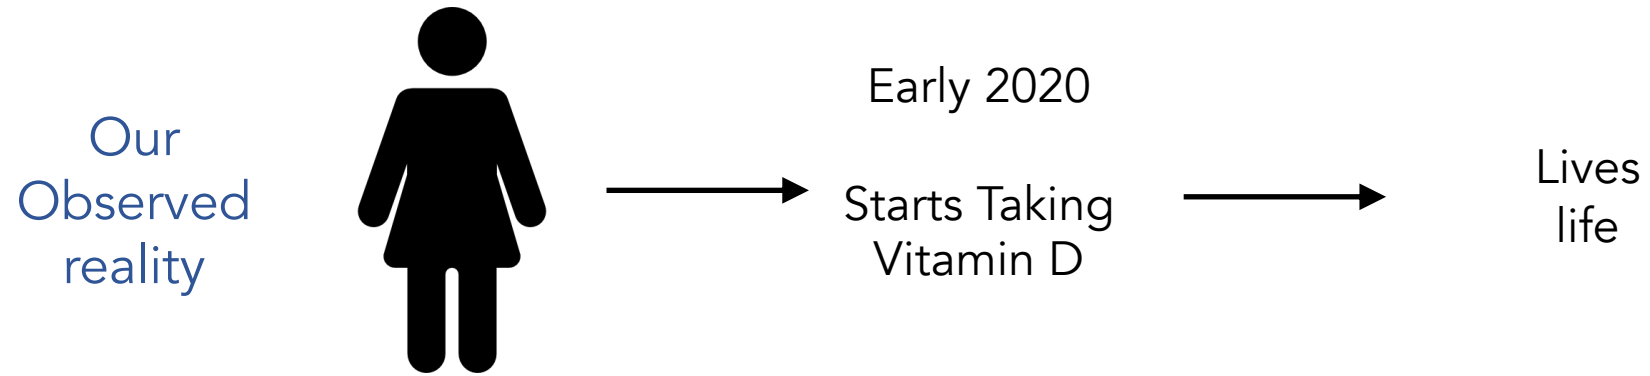 Our
Observed
reality
Early 2020
Starts Taking
Vitamin D
Lives
life